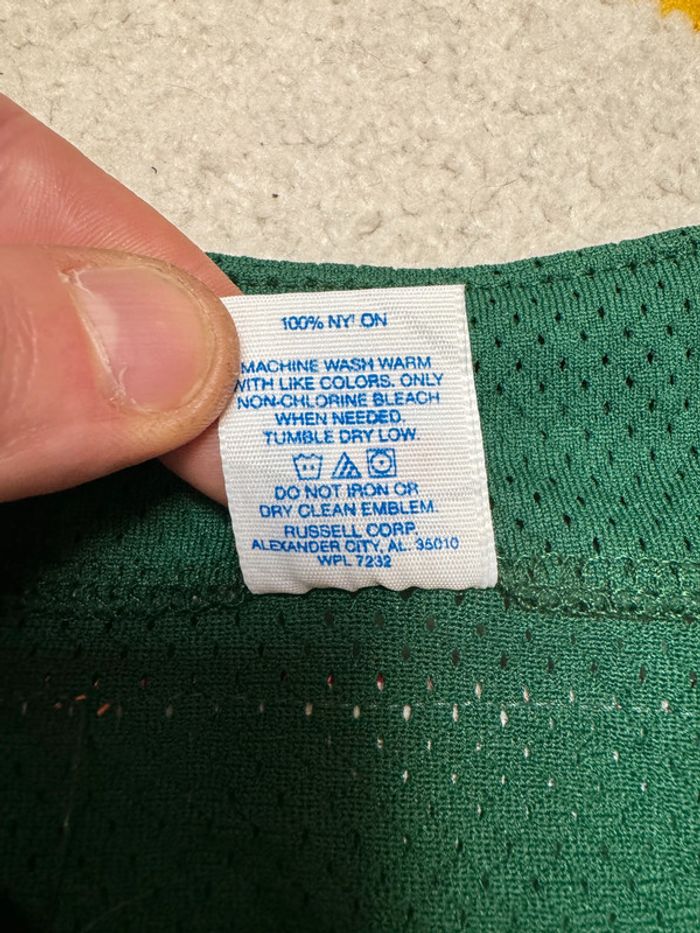 100% NYLON
MACHINE WASH WARM
WITH LIKE COLORS. ONLY
NON-CHLORINE BLEACH
WHEN NEEDED.
TUMBLE DRY LOW.
DO NOT IRON OR
DRY CLEAN EMBLEM.
RUSSELL CORP.
ALEXANDER CITY, AL. 35010
WPL 7232